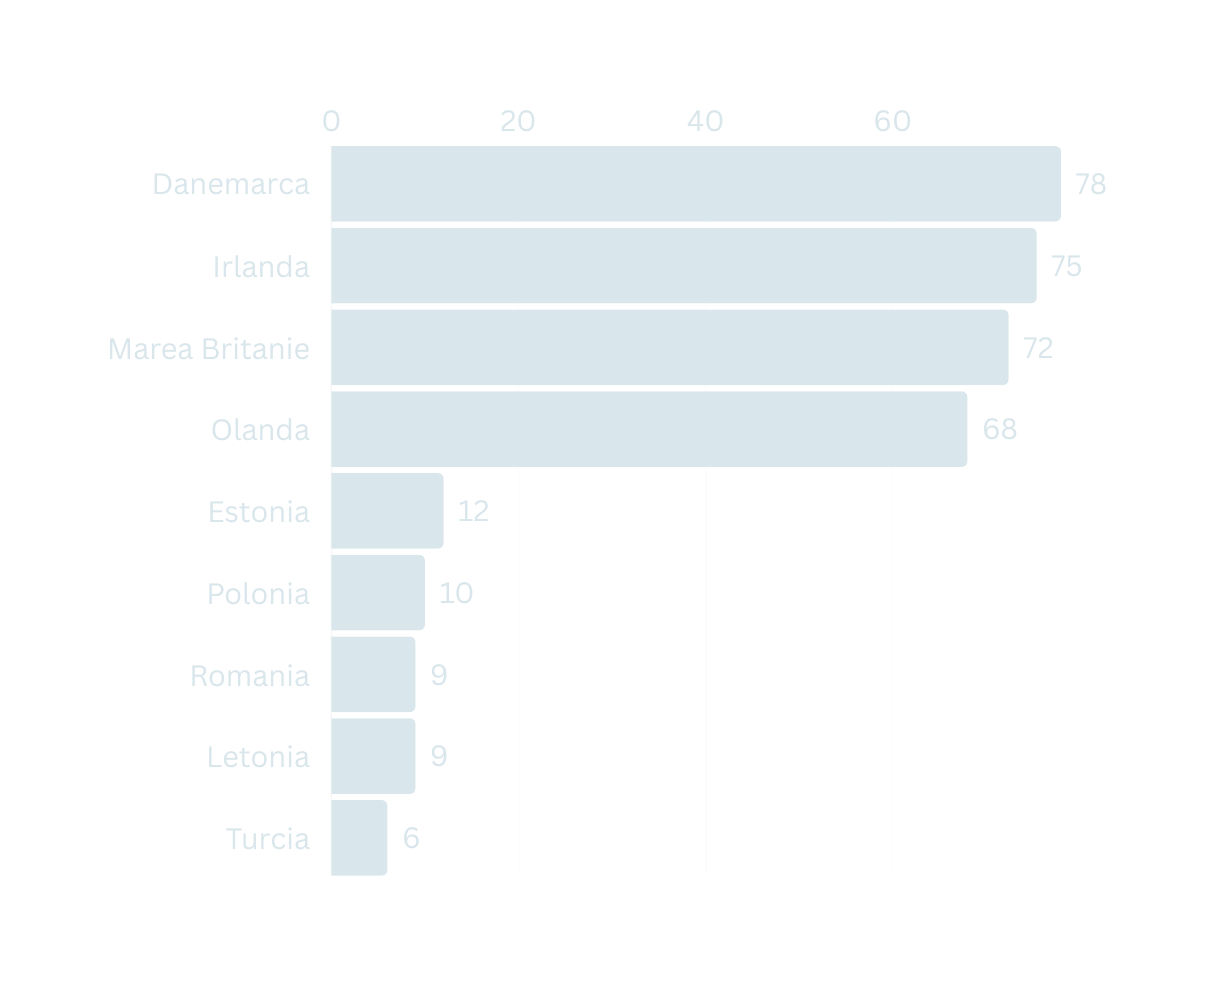 0 20 40 60
Danemarca 78
Irlanda 75
Marea Britanie 72
Olanda 68
Estonia 12
Polonia 10
Romania 9
Letonia 9
Turcia 6